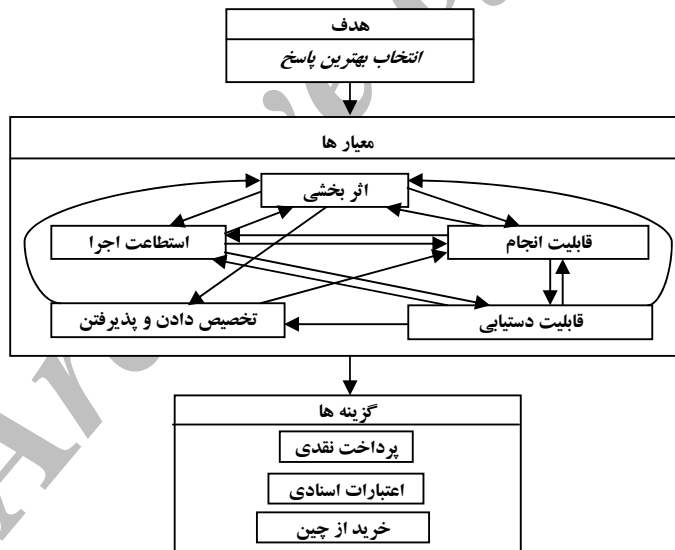 هدف
انتخاب بهترین پاسخ
معیار ها
اثر بخشی
قابلیت انجام
استطاعت اجرا
قابلیت دستیابی
تخصیص دادن و پذیرفتن
گزینه ها
پرداخت نقدی
اعتبارات اسنادی
خرید از چین